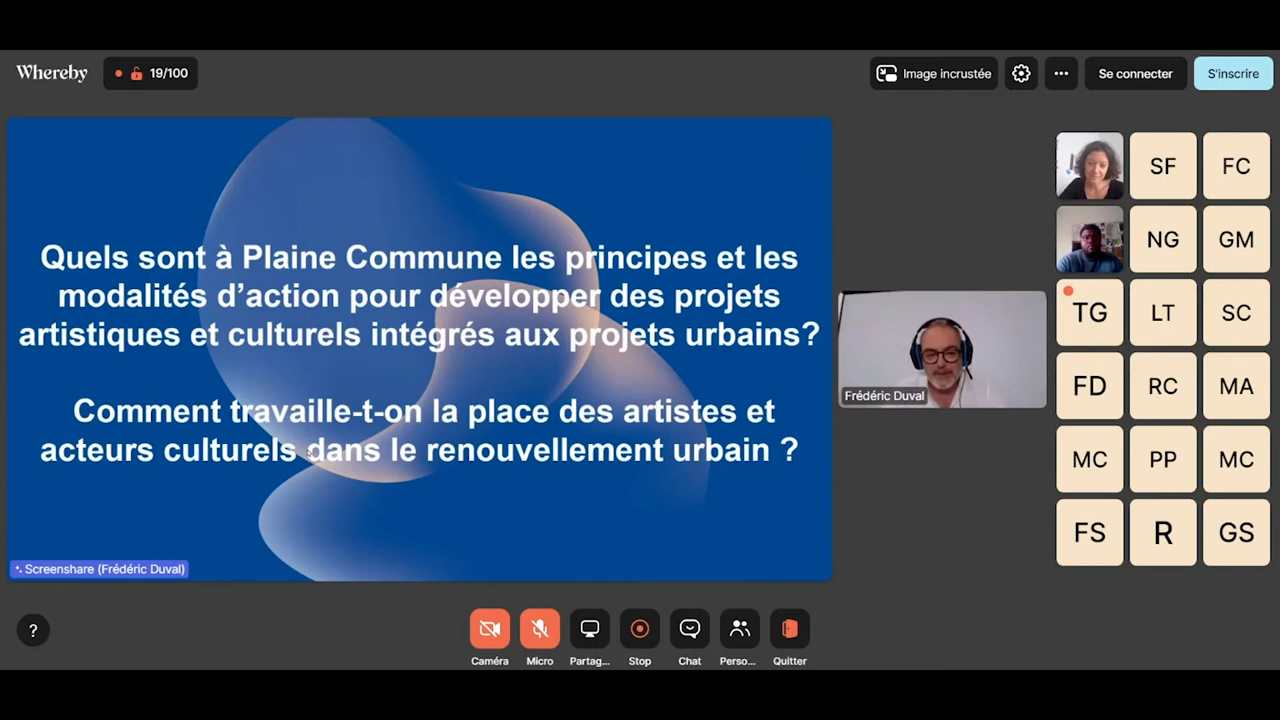 Whereby
19/100
Image incrustée
Se connecter
S'inscrire
Quels sont à Plaine Commune les principes et les
modalités d’action pour développer des projets
artistiques et culturels intégrés aux projets urbains?
Comment travaille-t-on la place des artistes et
acteurs culturels dans le renouvellement urbain ?
Screenshare (Frédéric Duval)
Frédéric Duval
SF
FC
NG
GM
TG
LT
SC
FD
RC
MA
MC
PP
MC
FS
R
GS
?
Caméra
Micro
Partag...
Stop
Chat
Perso...
Quitter